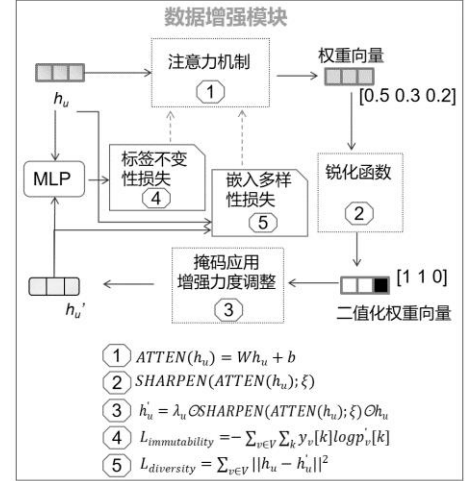 数据增强模块
注意力机制
①
权重向量
[0.5 0.3 0.2]
h_u
MLP
标签不变
性损失
④
嵌入多样
性损失
⑤
锐化函数
②
掩码应用
增强力度调整
③
h_u'
[1 1 0]
二值化权重向量
① ATTEN(h_u) = Wh_u + b
② SHARPEN(ATTEN(h_u); ξ)
③ h_u^' = λ_u⊙SHARPEN(ATTEN(h_u); ξ)⊙h_u
④ L_immutability = −∑_{v∈V} ∑_k y_v[k]logp_v^'[k]
⑤ L_diversity = ∑_{v∈V} ||h_u − h_u^'||^2